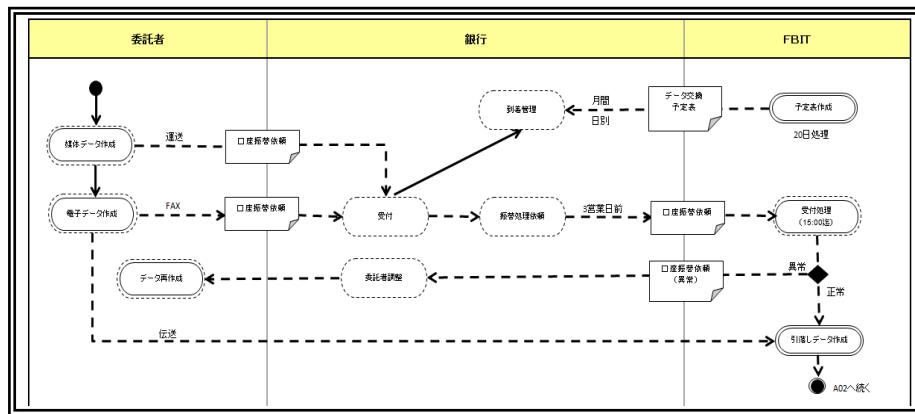 委託者
銀行
FBIT
月間
日別
到着管理
データ交換
予定表
予定表作成
20日処理
媒体データ作成
運送
口座振替依頼
電子データ作成
FAX
口座振替依頼
受付
振替処理依頼
3営業日前
口座振替依頼
受付処理
(15:00迄)
データ再作成
委託者調整
口座振替依頼
(異常)
異常
正常
伝送
引落しデータ作成
A02へ続く